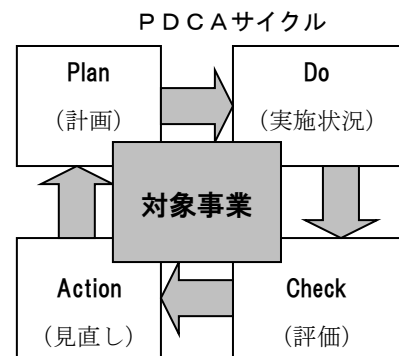 ＰＤＣＡサイクル
Plan
（計画）
Do
（実施状況）
対象事業
Action
（見直し）
Check
（評価）